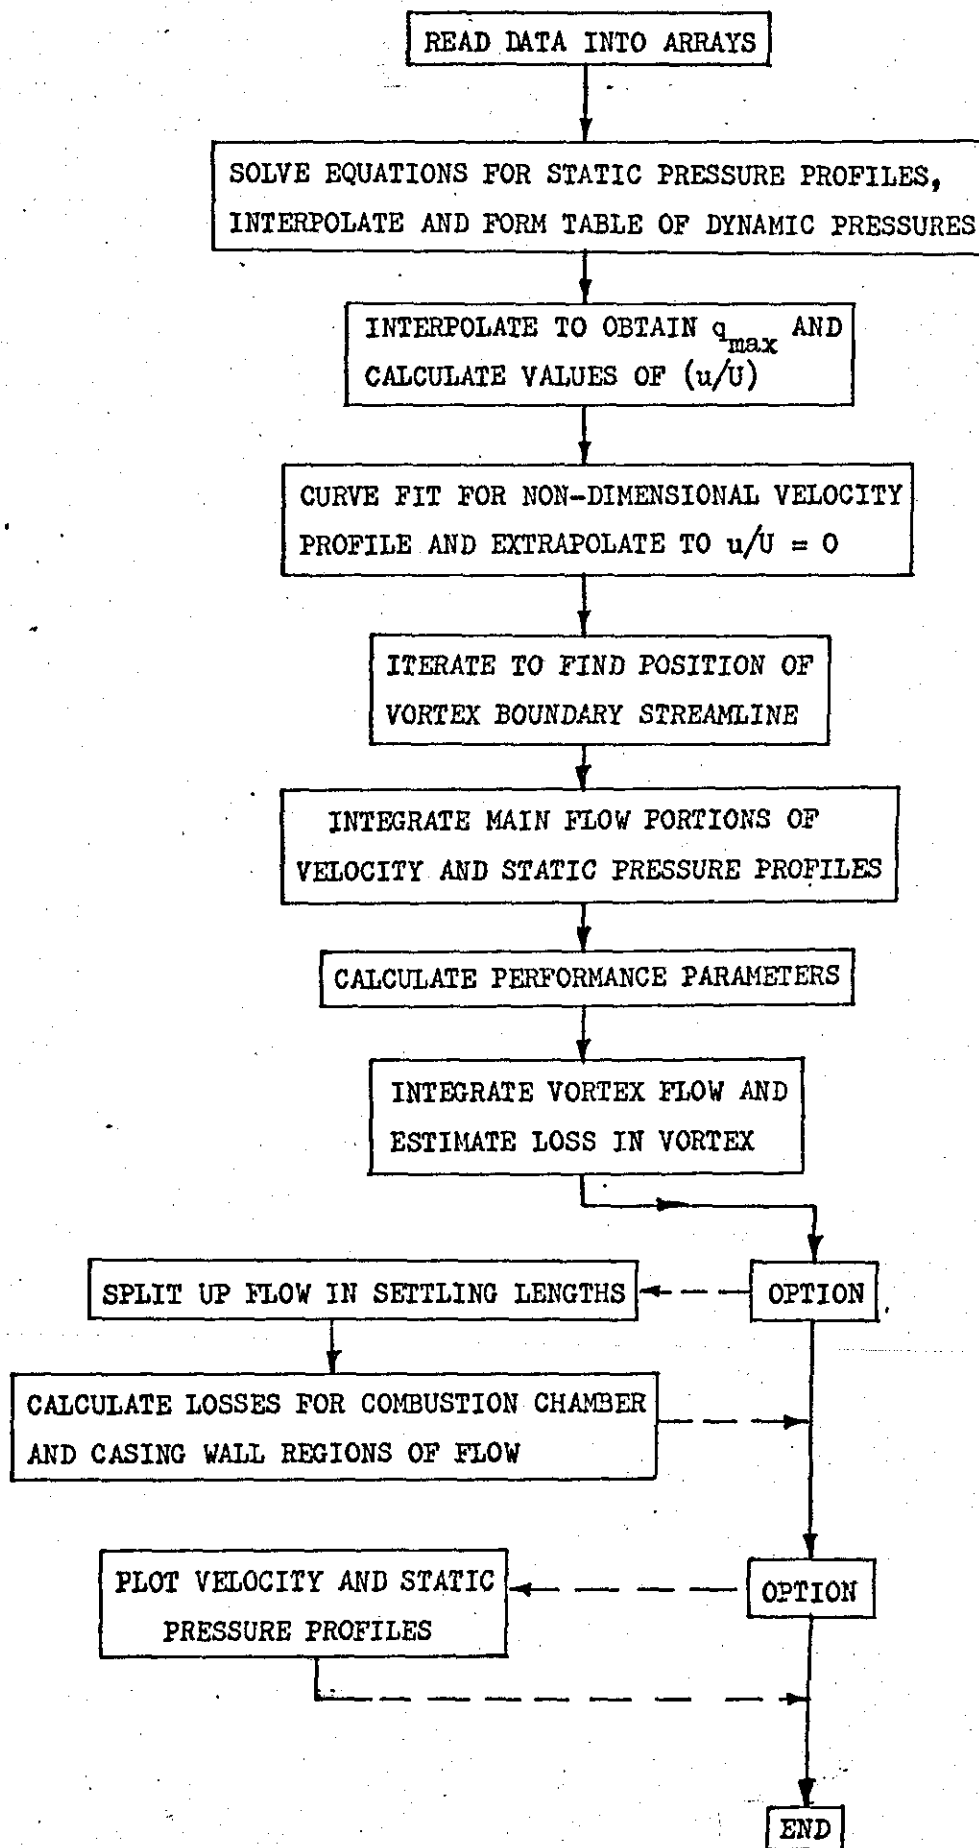 READ DATA INTO ARRAYS
SOLVE EQUATIONS FOR STATIC PRESSURE PROFILES,
INTERPOLATE AND FORM TABLE OF DYNAMIC PRESSURES
INTERPOLATE TO OBTAIN q_max AND
CALCULATE VALUES OF (u/U)
CURVE FIT FOR NON-DIMENSIONAL VELOCITY
PROFILE AND EXTRAPOLATE TO u/U = 0
ITERATE TO FIND POSITION OF
VORTEX BOUNDARY STREAMLINE
INTEGRATE MAIN FLOW PORTIONS OF
VELOCITY AND STATIC PRESSURE PROFILES
CALCULATE PERFORMANCE PARAMETERS
INTEGRATE VORTEX FLOW AND
ESTIMATE LOSS IN VORTEX
SPLIT UP FLOW IN SETTLING LENGTHS
OPTION
CALCULATE LOSSES FOR COMBUSTION CHAMBER
AND CASING WALL REGIONS OF FLOW
PLOT VELOCITY AND STATIC
PRESSURE PROFILES
OPTION
END